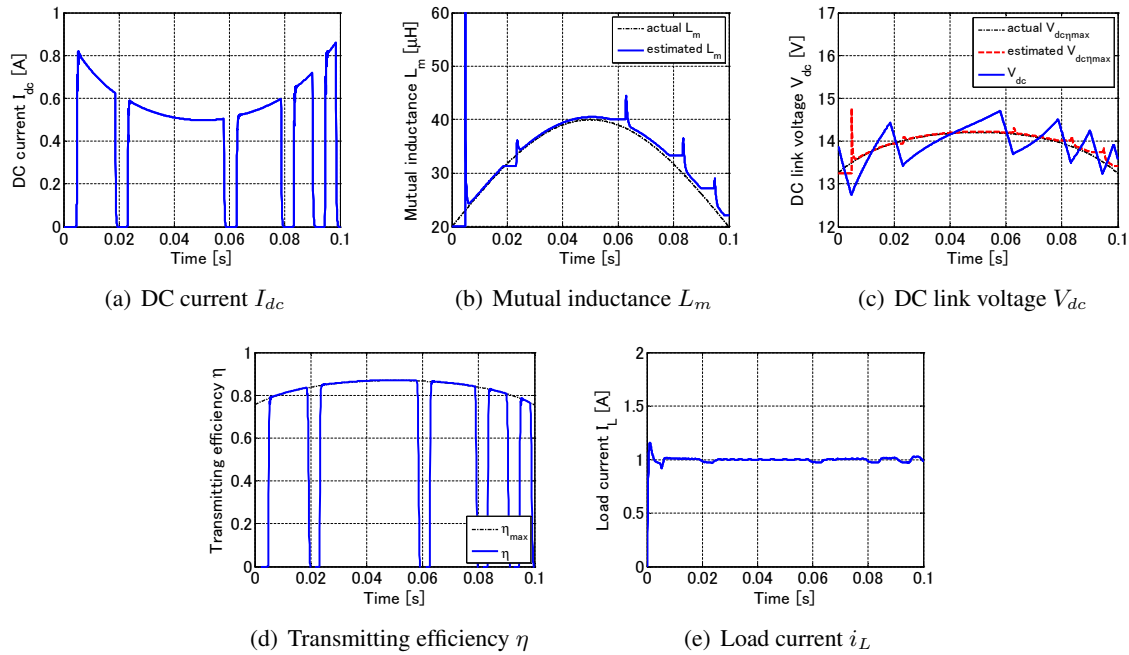 1
0.8
0.6
0.4
0.2
0
DC current I_dc [A]
0 0.02 0.04 0.06 0.08 0.1
Time [s]
(a) DC current I_dc
60
50
40
30
20
Mutual inductance L_m [μH]
actual L_m
estimated L_m
0 0.02 0.04 0.06 0.08 0.1
Time [s]
(b) Mutual inductance L_m
17
16
15
14
13
12
DC link voltage V_dc [V]
actual V_dcηmax
estimated V_dcηmax
V_dc
0 0.02 0.04 0.06 0.08 0.1
Time [s]
(c) DC link voltage V_dc
1
0.8
0.6
0.4
0.2
0
Transmitting efficiency η
η_max
η
0 0.02 0.04 0.06 0.08 0.1
Time [s]
(d) Transmitting efficiency η
2
1.5
1
0.5
0
Load current I_L [A]
0 0.02 0.04 0.06 0.08 0.1
Time [s]
(e) Load current i_L